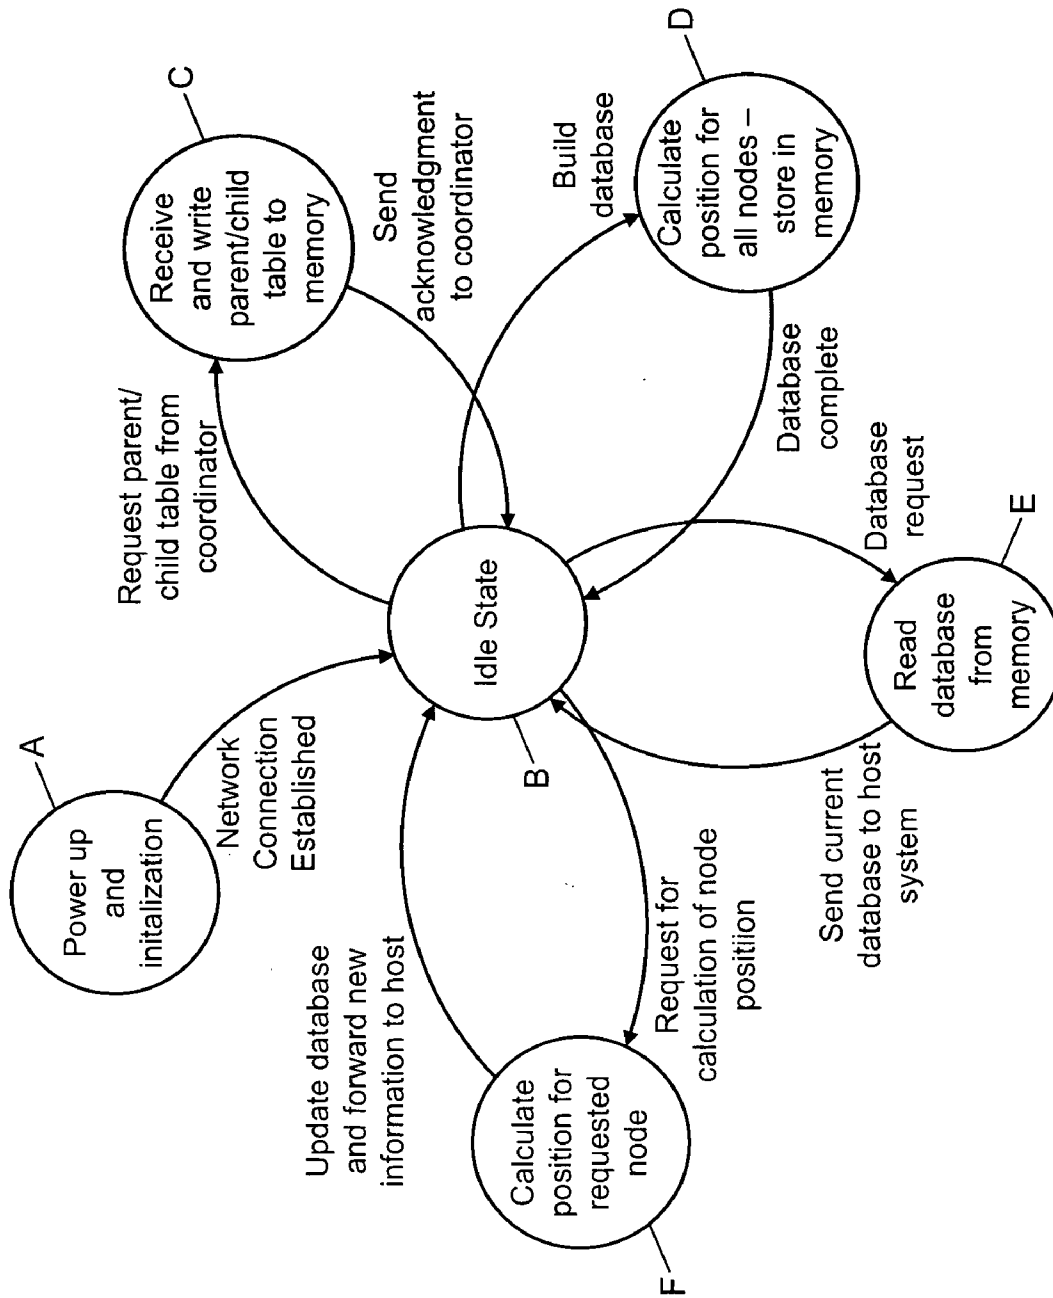 A
Power up
and
initalization
Network
Connection
Established
C
Receive
and write
parent/child
table to
memory
Request parent/
child table from
coordinator
Send
acknowledgment
to coordinator
Idle State
B
D
Build
database
Calculate
position for
all nodes –
store in
memory
Database
complete
Database
request
E
Read
database
from
memory
Send current
database to host
system
Request for
calculation of node
position
F
Calculate
position for
requested
node
Update database
and forward new
information to host